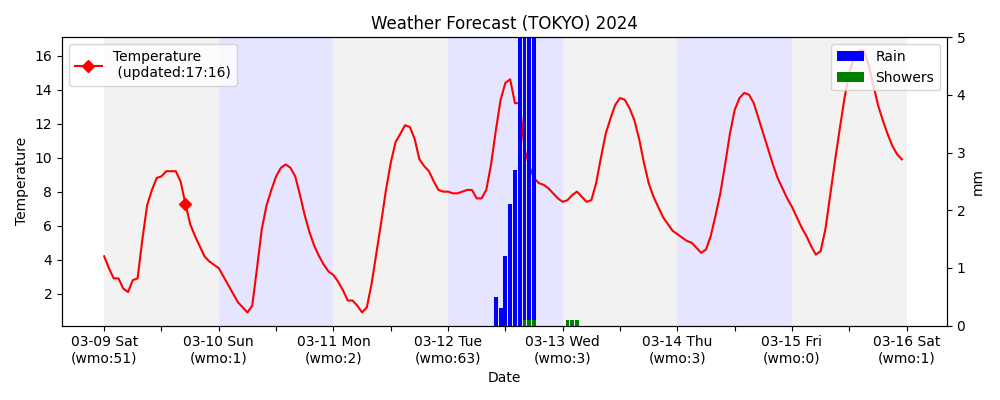 Weather Forecast (TOKYO) 2024
Temperature
(updated:17:16)
Rain
Showers
16
14
12
10
8
6
4
2
Temperature
5
4
3
2
1
0
mm
03-09 Sat
(wmo:51)
03-10 Sun
(wmo:1)
03-11 Mon
(wmo:2)
03-12 Tue
(wmo:63)
03-13 Wed
(wmo:3)
03-14 Thu
(wmo:3)
03-15 Fri
(wmo:0)
03-16 Sat
(wmo:1)
Date